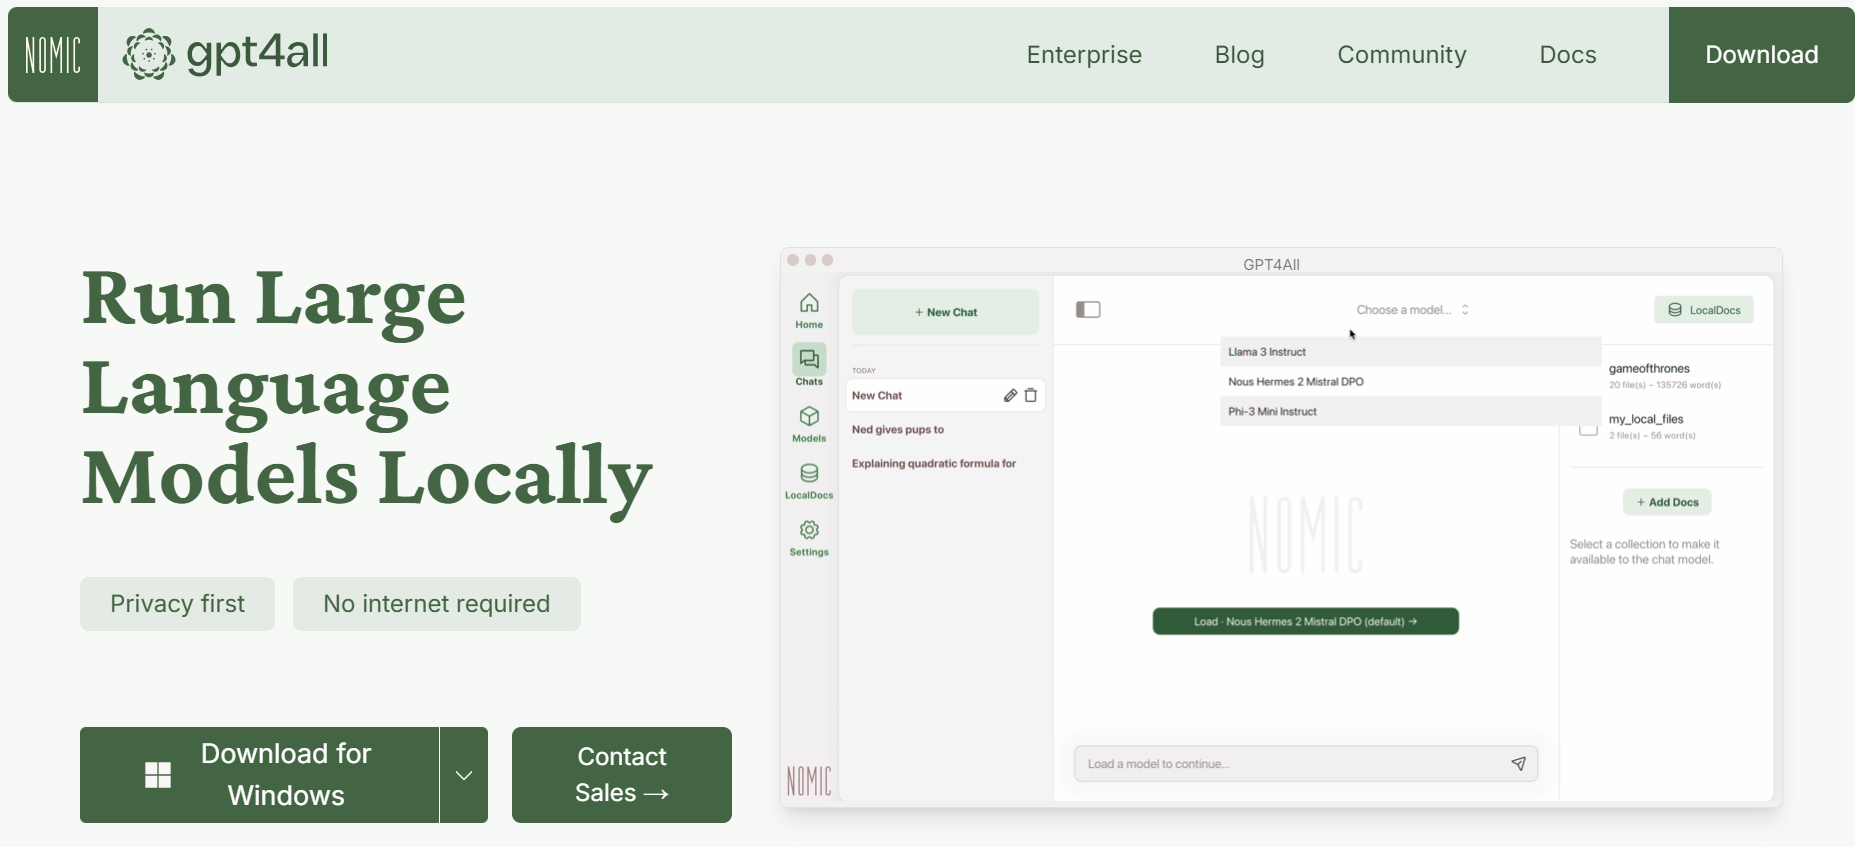 NOMIC
gpt4all
Enterprise
Blog
Community
Docs
Download
Run Large
Language
Models Locally
Privacy first
No internet required
Download for
Windows
Contact
Sales →
GPT4All
Home
Chats
Models
LocalDocs
Settings
NOMIC
+ New Chat
TODAY
New Chat
Ned gives pups to
Explaining quadratic formula for
Choose a model...
Llama 3 Instruct
Nous Hermes 2 Mistral DPO
Phi-3 Mini Instruct
NOMIC
Load · Nous Hermes 2 Mistral DPO (default) →
Load a model to continue...
LocalDocs
gameofthrones
20 file(s) – 135726 word(s)
my_local_files
2 file(s) – 56 word(s)
+ Add Docs
Select a collection to make it
available to the chat model.